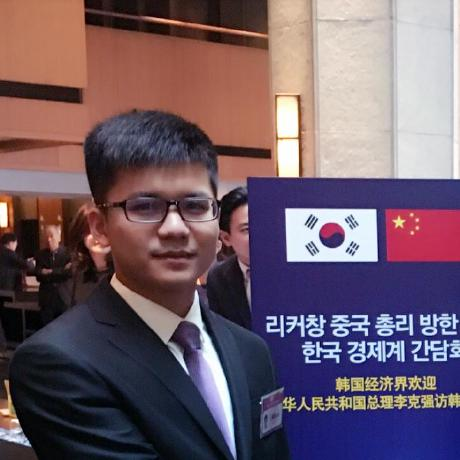 리커창 중국 총리 방한
한국 경제계 간담회
韩国经济界欢迎
华人民共和国总理李克强访韩